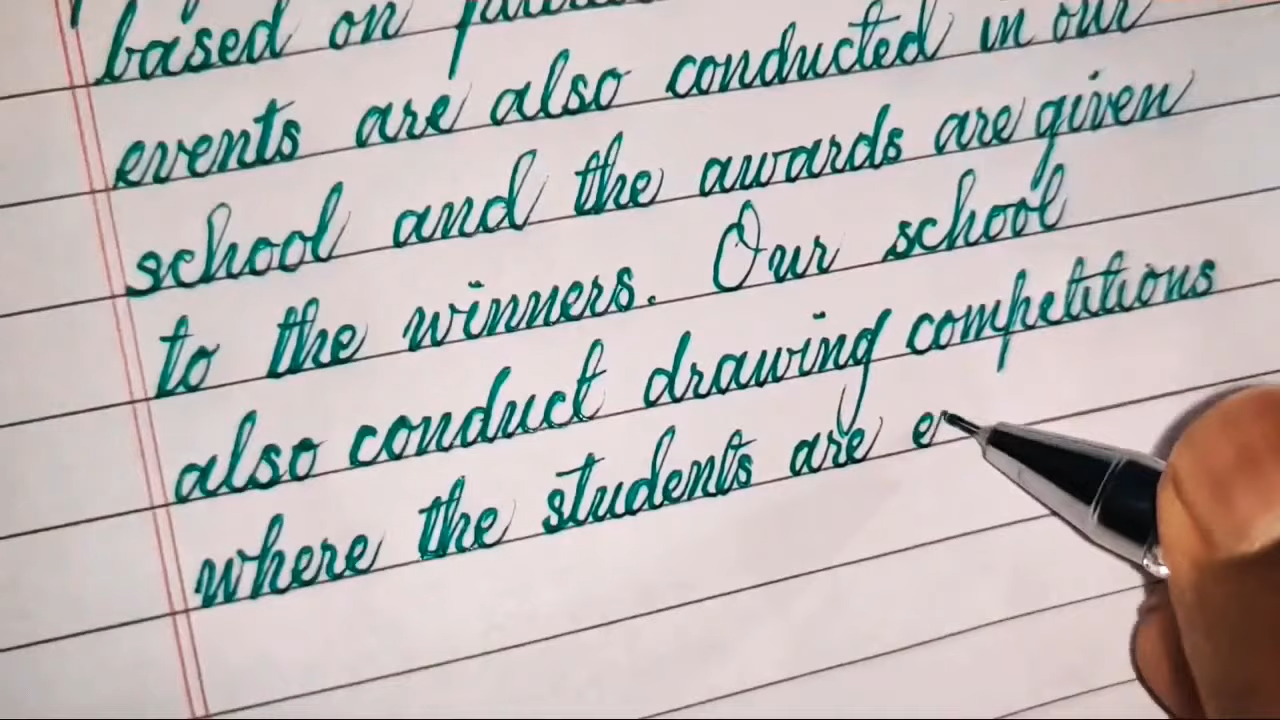 based on
events are also conducted in our
school and the awards are given
to the winners. Our school
also conduct drawing competitions
where the students are e